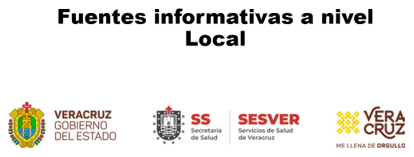 Fuentes informativas a nivel
Local
VERACRUZ
GOBIERNO
DEL ESTADO
SS
Secretaría
de Salud
SESVER
Servicios de Salud
de Veracruz
VERA
CRUZ
ME LLENA DE ORGULLO